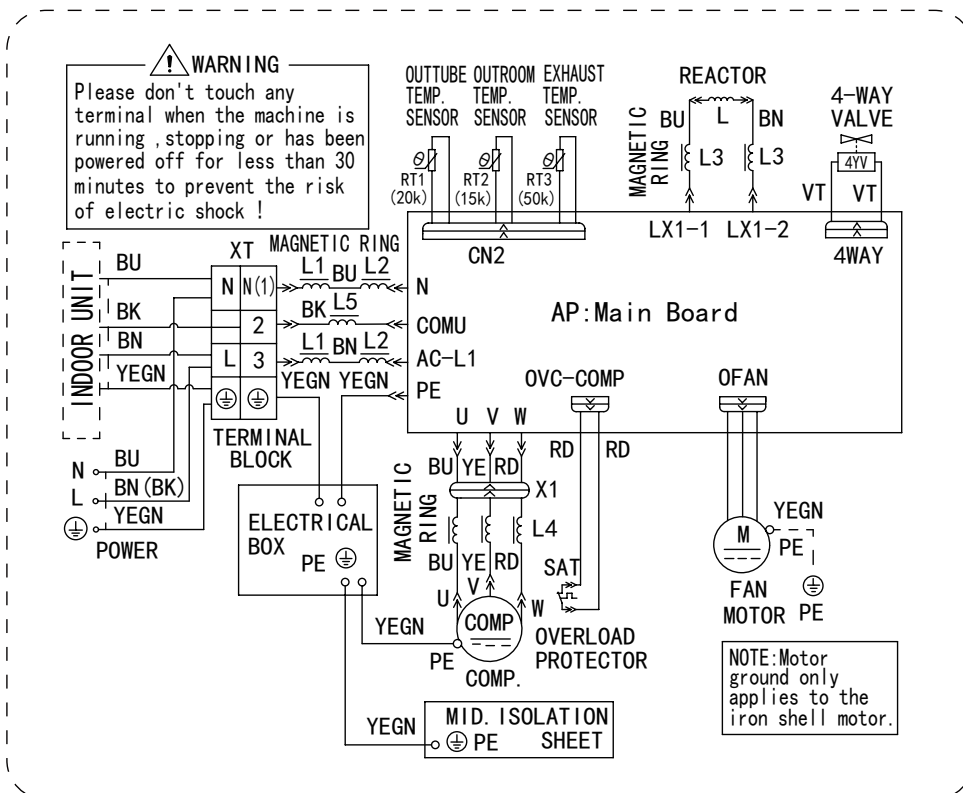 WARNING
Please don't touch any
terminal when the machine is
running ,stopping or has been
powered off for less than 30
minutes to prevent the risk
of electric shock !
OUTTUBE TEMP. SENSOR
OUTROOM TEMP. SENSOR
EXHAUST TEMP. SENSOR
RT1 (20k)
RT2 (15k)
RT3 (50k)
CN2
REACTOR
L
BU
BN
MAGNETIC RING
L3
L3
LX1-1
LX1-2
4-WAY
VALVE
4YV
VT
VT
4WAY
INDOOR UNIT
BU
BK
BN
YEGN
XT
N
N(1)
2
L
3
TERMINAL
BLOCK
MAGNETIC RING
L1
BU
L2
N
BK
L5
COMU
L1
BN
L2
AC-L1
YEGN
YEGN
PE
AP:Main Board
OVC-COMP
OFAN
U
V
W
RD
RD
N
BU
L
BN(BK)
YEGN
POWER
ELECTRICAL
BOX
PE
MAGNETIC RING
BU
YE
RD
X1
L4
BU
YE
RD
U
V
W
COMP
PE
COMP.
YEGN
SAT
OVERLOAD
PROTECTOR
YEGN
MID.ISOLATION
SHEET
PE
M
YEGN
PE
FAN
MOTOR
PE
NOTE:Motor
ground only
applies to the
iron shell motor.